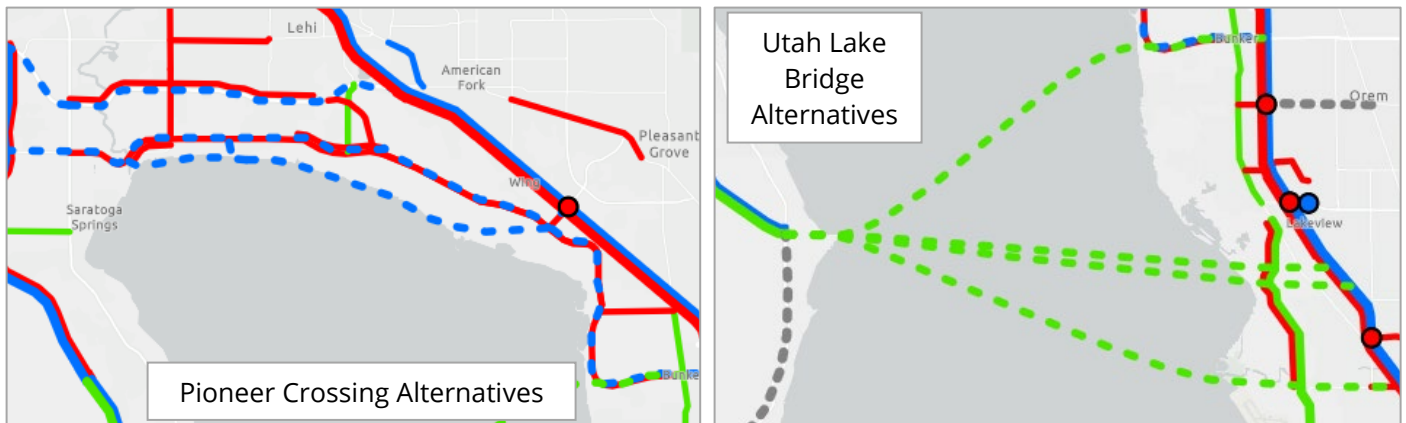 Lehi
American
Fork
Pleasant
Grove
Saratoga
Springs
Pioneer Crossing Alternatives
Utah Lake
Bridge
Alternatives
Bunker
Orem
Lakeview